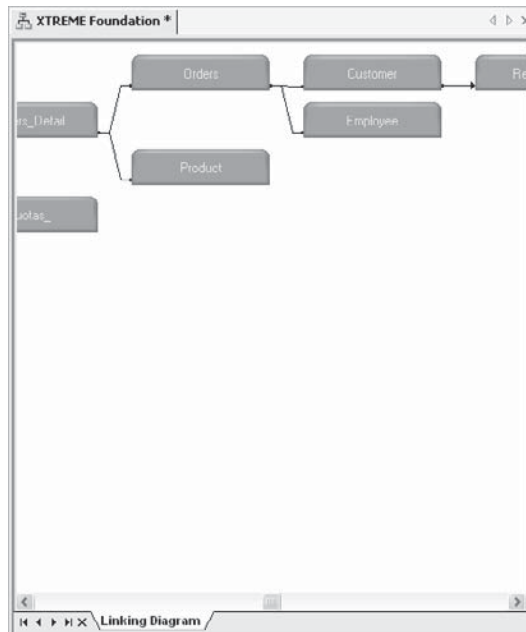 XTREME Foundation *
Orders
Customer
Re
rs_Detail
Employee
Product
uotas_
Linking Diagram